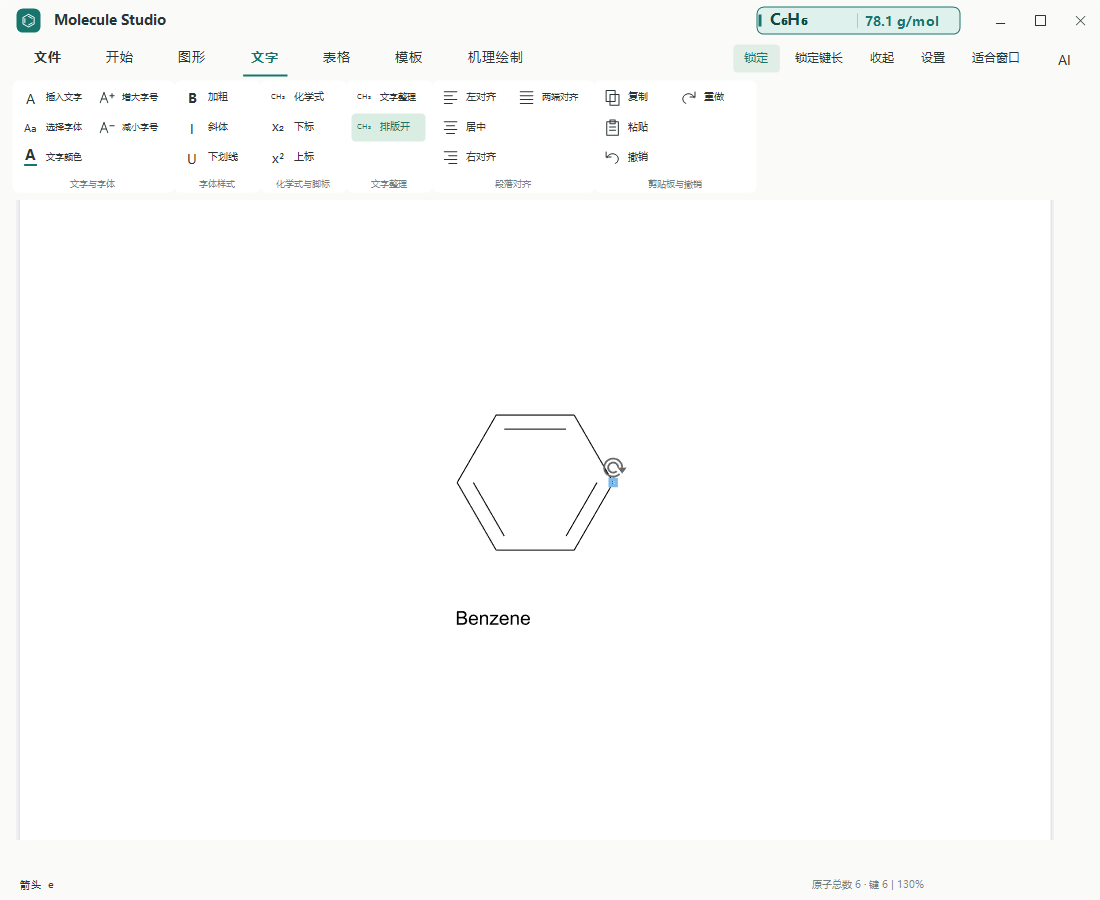 Molecule Studio
C₆H₆ 78.1 g/mol
文件 开始 图形 文字 表格 模板 机理绘制 锁定 锁定键长 收起 设置 适合窗口 AI
A 插入文字 A+ 增大字号 B 加粗 CH₃ 化学式 CH₃ 文字整理 左对齐 两端对齐 复制 重做
Aa 选择字体 A− 减小字号 I 斜体 X₂ 下标 CH₃ 排版开 居中 粘贴
A 文字颜色 U 下划线 X² 上标 右对齐 撤销
文字与字体 字体样式 化学式与脚标 文字整理 段落对齐 剪贴板与撤销
Benzene
箭头 e 原子总数 6 · 键 6 | 130%